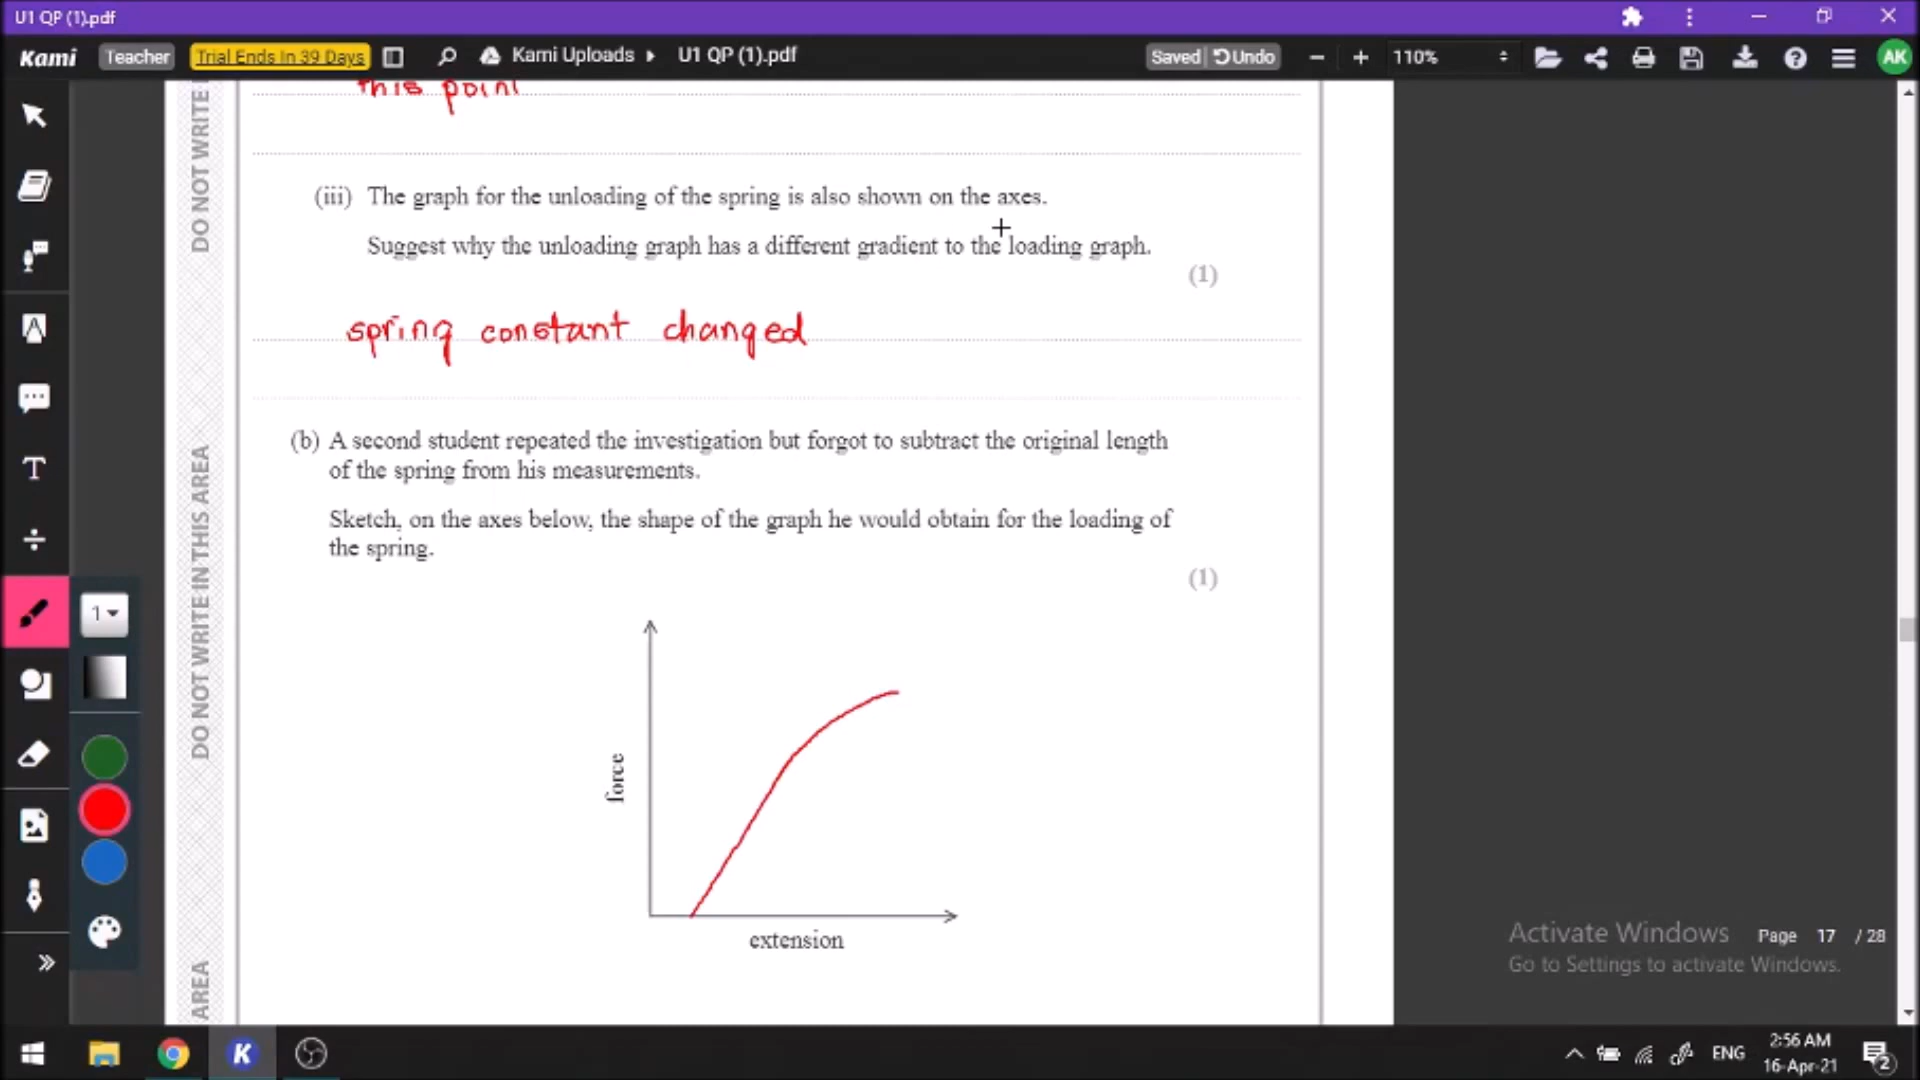 U1 QP (1).pdf
Kami Teacher Trial Ends In 39 Days Kami Uploads U1 QP (1).pdf Saved Undo 110% AK
this point
DO NOT WRITE
(iii) The graph for the unloading of the spring is also shown on the axes.
Suggest why the unloading graph has a different gradient to the loading graph.
(1)
spring constant changed
DO NOT WRITE IN THIS AREA
(b) A second student repeated the investigation but forgot to subtract the original length
of the spring from his measurements.
Sketch, on the axes below, the shape of the graph he would obtain for the loading of
the spring.
(1)
1
force
extension
AREA
Activate Windows
Page 17 / 28
Go to Settings to activate Windows.
K
ENG
2:56 AM
16-Apr-21
2